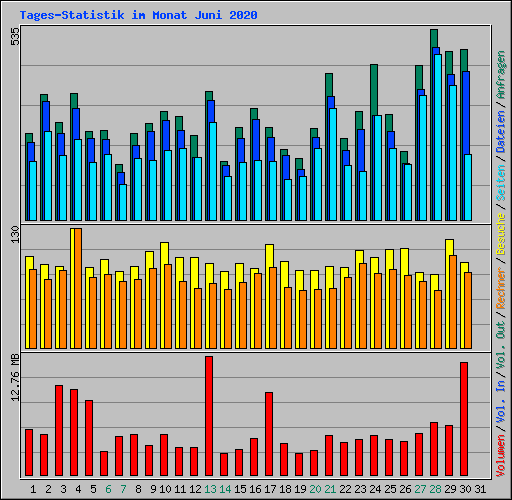 Tages-Statistik im Monat Juni 2020
535
130
12.76 MB
Volumen / Vol. In / Vol. Out / Rechner / Besuche / Seiten / Dateien / Anfragen
1 2 3 4 5 6 7 8 9 10 11 12 13 14 15 16 17 18 19 20 21 22 23 24 25 26 27 28 29 30 31